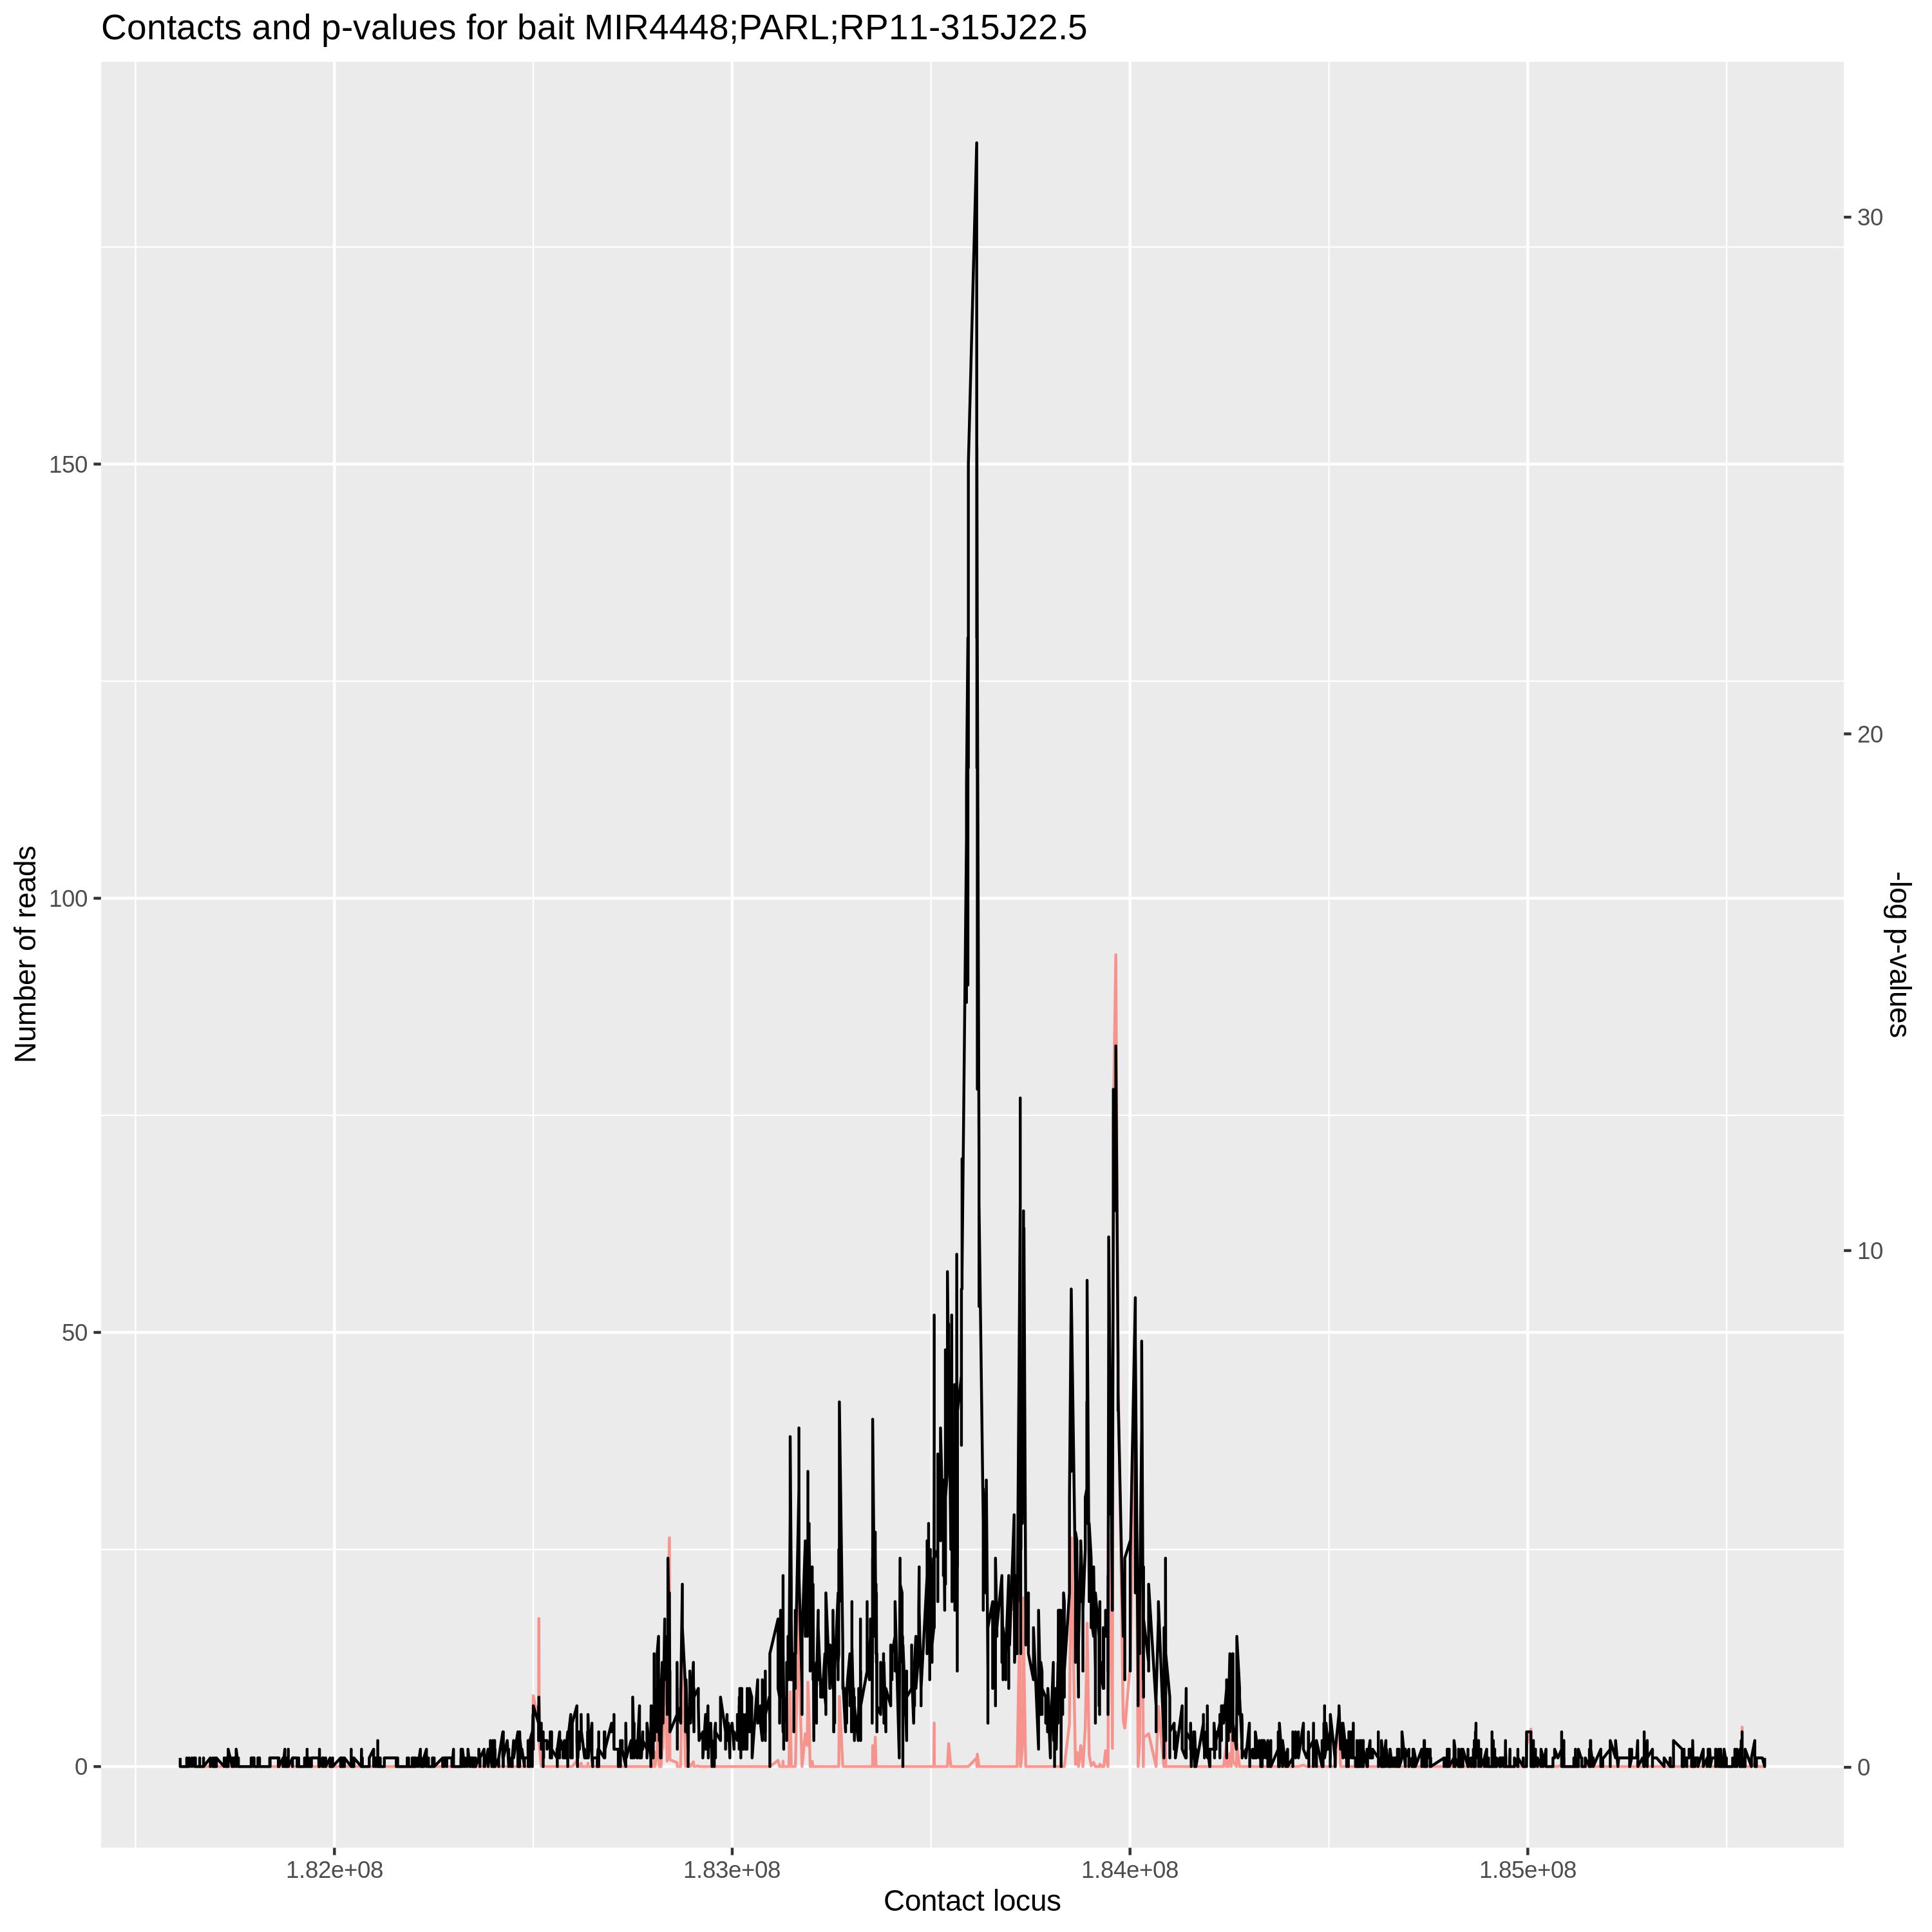 Contacts and p-values for bait MIR4448;PARL;RP11-315J22.5
Number of reads
150
100
50
0
30
20
10
0
-log p-values
1.82e+08
1.83e+08
1.84e+08
1.85e+08
Contact locus